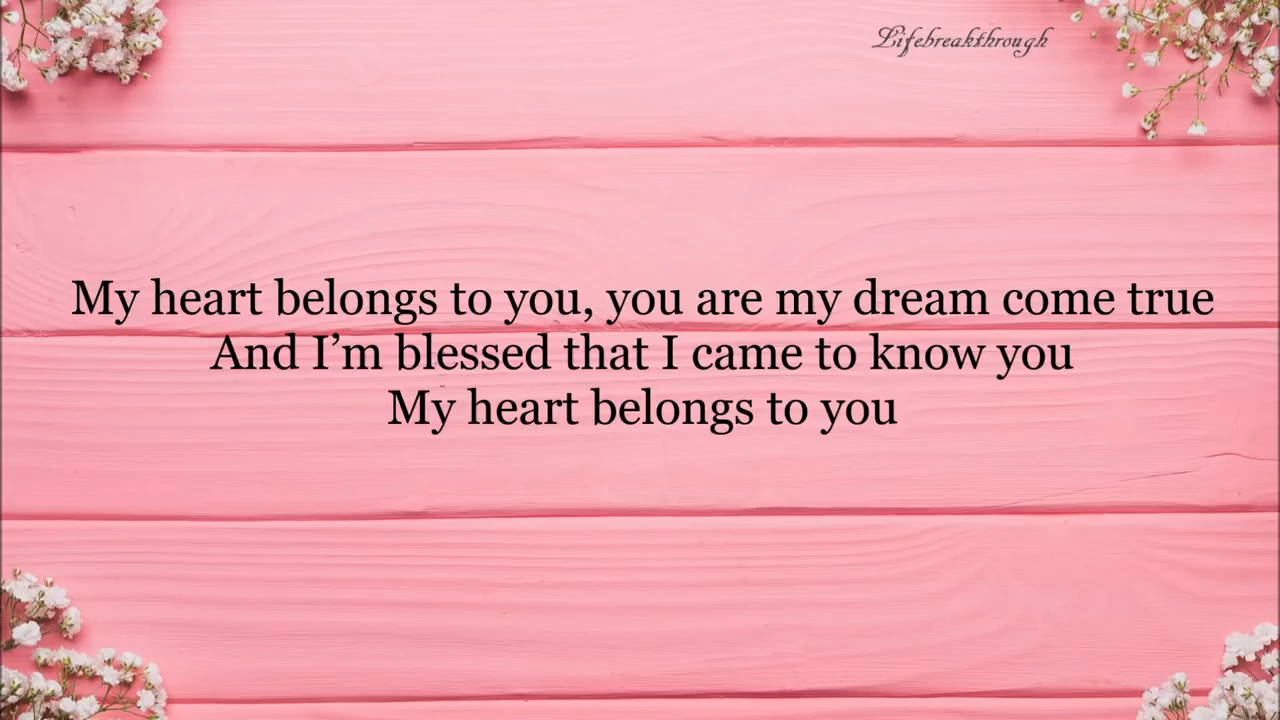 Lifebreakthrough
My heart belongs to you, you are my dream come true
And I’m blessed that I came to know you
My heart belongs to you